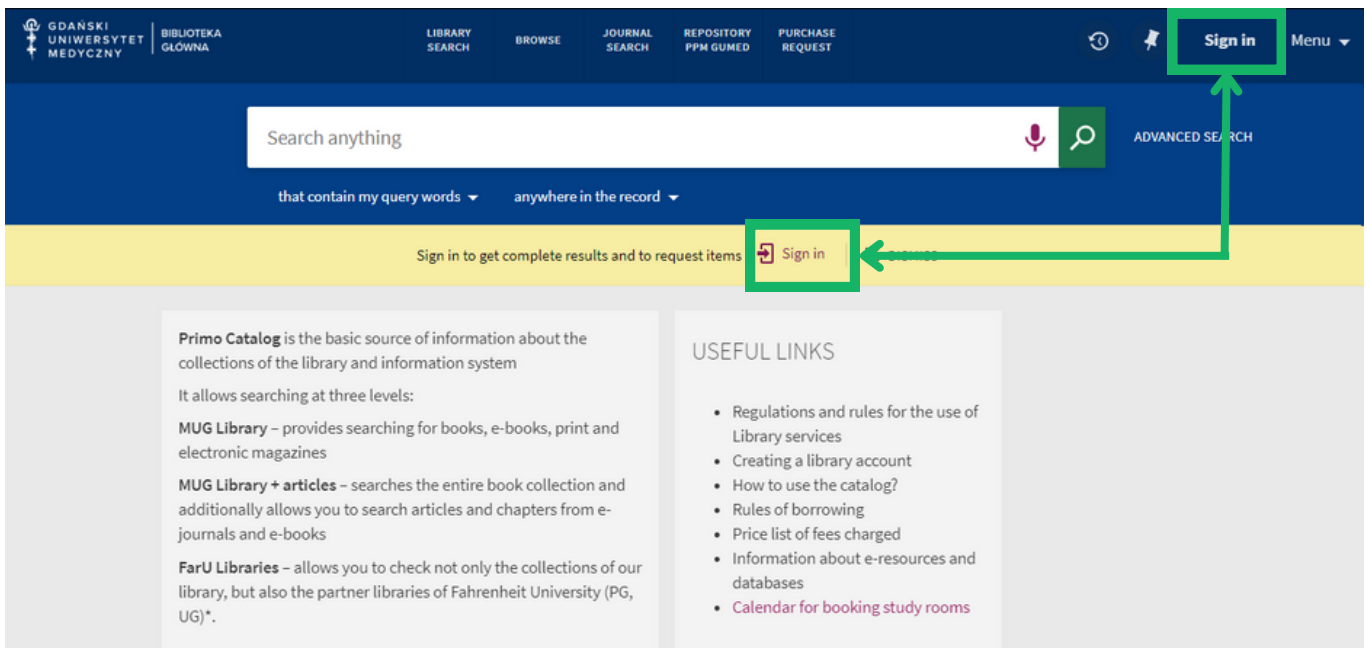 GDAŃSKI
UNIWERSYTET
MEDYCZNY
BIBLIOTEKA
GŁÓWNA
LIBRARY
SEARCH
BROWSE
JOURNAL
SEARCH
REPOSITORY
PPM GUMED
PURCHASE
REQUEST
Sign in
Menu
Search anything
ADVANCED SEARCH
that contain my query words
anywhere in the record
Sign in to get complete results and to request items
Sign in
Primo Catalog is the basic source of information about the
collections of the library and information system
It allows searching at three levels:
MUG Library – provides searching for books, e-books, print and
electronic magazines
MUG Library + articles – searches the entire book collection and
additionally allows you to search articles and chapters from e-
journals and e-books
FarU Libraries – allows you to check not only the collections of our
library, but also the partner libraries of Fahrenheit University (PG,
UG)*.
USEFUL LINKS
• Regulations and rules for the use of
Library services
• Creating a library account
• How to use the catalog?
• Rules of borrowing
• Price list of fees charged
• Information about e-resources and
databases
• Calendar for booking study rooms